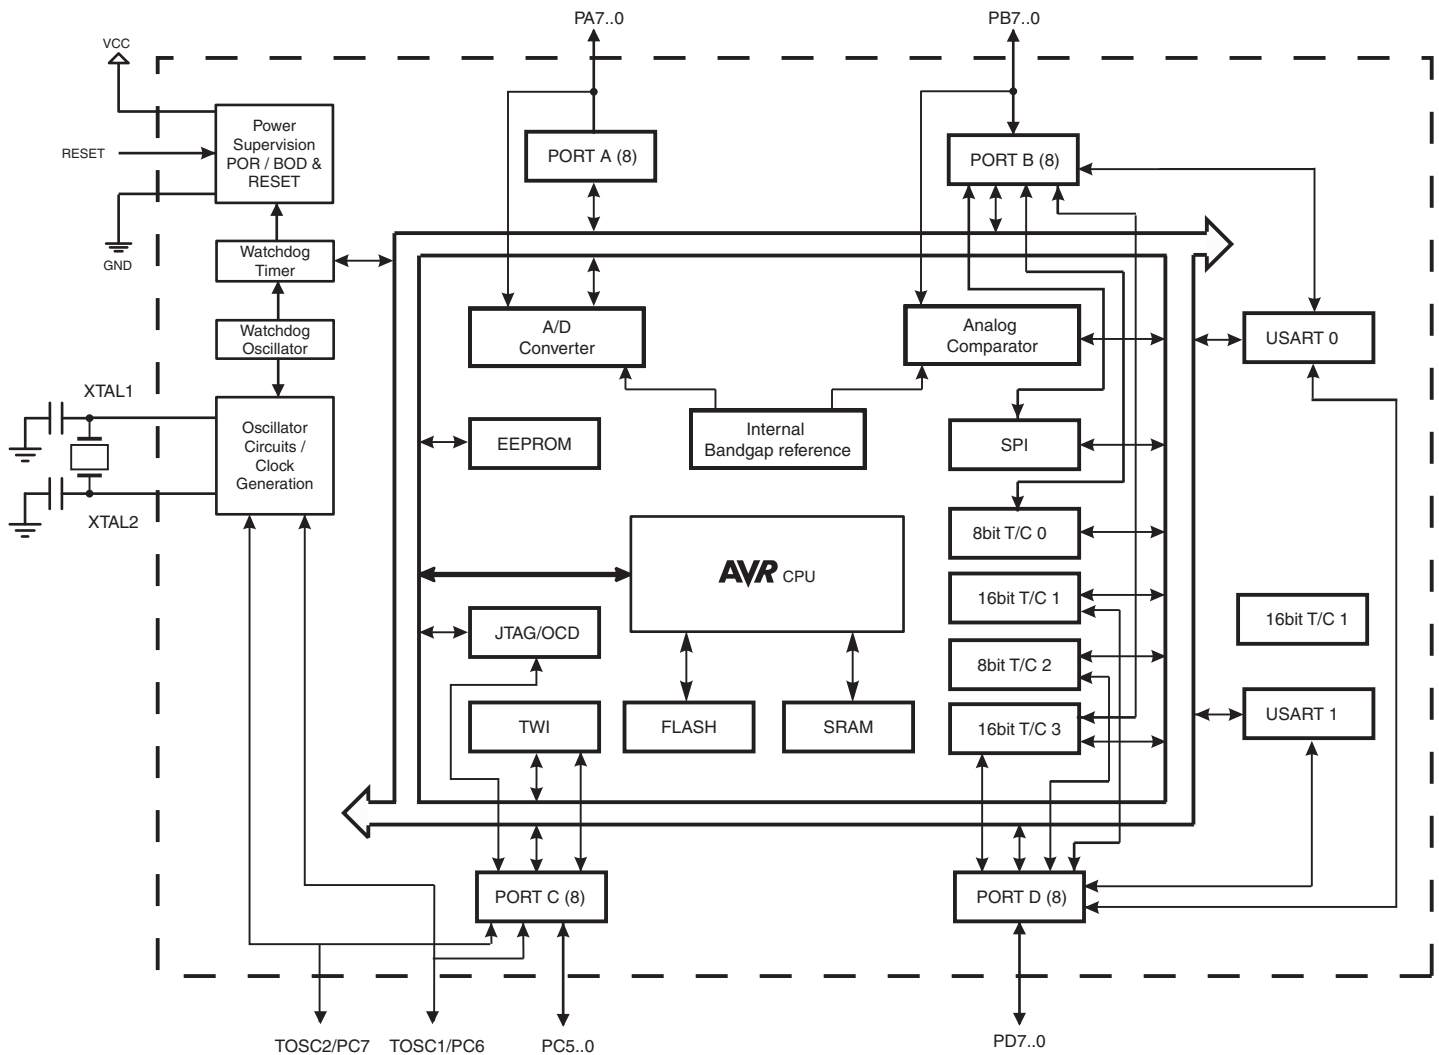 PA7..0
PB7..0
VCC
RESET
GND
Power
Supervision
POR / BOD &
RESET
PORT A (8)
PORT B (8)
Watchdog
Timer
Watchdog
Oscillator
A/D
Converter
Analog
Comparator
USART 0
XTAL1
XTAL2
Oscillator
Circuits /
Clock
Generation
EEPROM
Internal
Bandgap reference
SPI
8bit T/C 0
AVR CPU
16bit T/C 1
16bit T/C 1
JTAG/OCD
8bit T/C 2
TWI
FLASH
SRAM
16bit T/C 3
USART 1
PORT C (8)
PORT D (8)
TOSC2/PC7
TOSC1/PC6
PC5..0
PD7..0